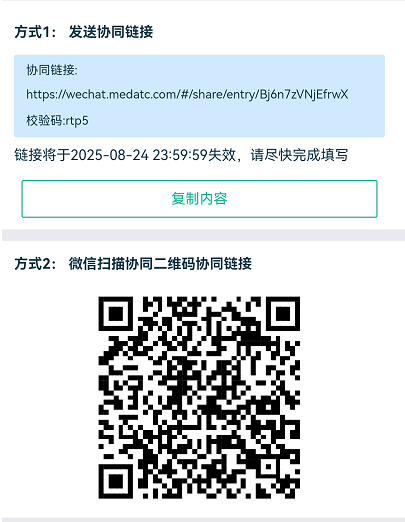 方式1： 发送协同链接
协同链接:
https://wechat.medatc.com/#/share/entry/Bj6n7zVNjEfrwX
校验码:rtp5
链接将于2025-08-24 23:59:59失效，请尽快完成填写
复制内容
方式2： 微信扫描协同二维码协同链接